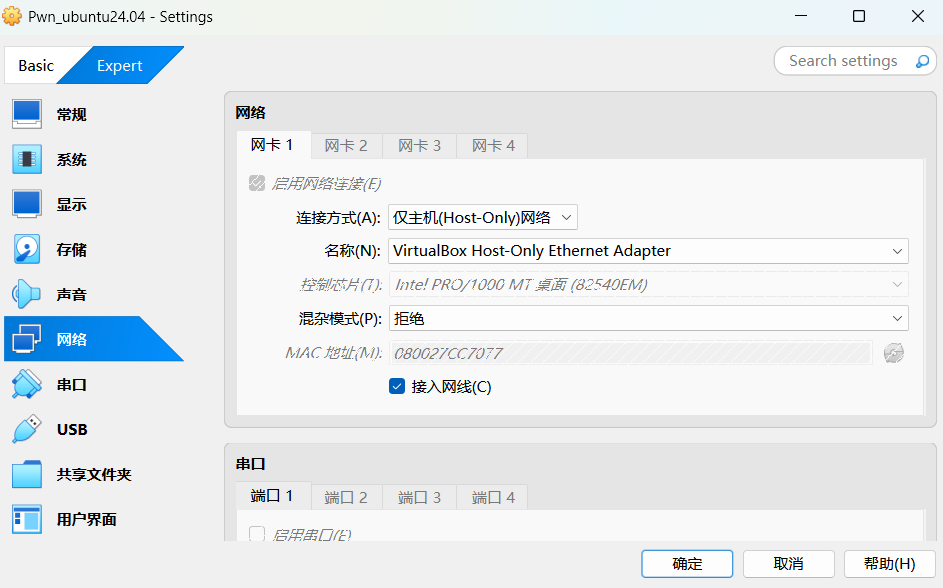 Pwn_ubuntu24.04 - Settings
Basic
Expert
Search settings
常规
系统
显示
存储
声音
网络
串口
USB
共享文件夹
用户界面
网络
网卡 1
网卡 2
网卡 3
网卡 4
启用网络连接(E)
连接方式(A): 仅主机(Host-Only)网络
名称(N): VirtualBox Host-Only Ethernet Adapter
控制芯片(T): Intel PRO/1000 MT 桌面 (82540EM)
混杂模式(P): 拒绝
MAC 地址(M): 080027CC7077
接入网线(C)
串口
端口 1
端口 2
端口 3
端口 4
启用串口(E)
确定
取消
帮助(H)